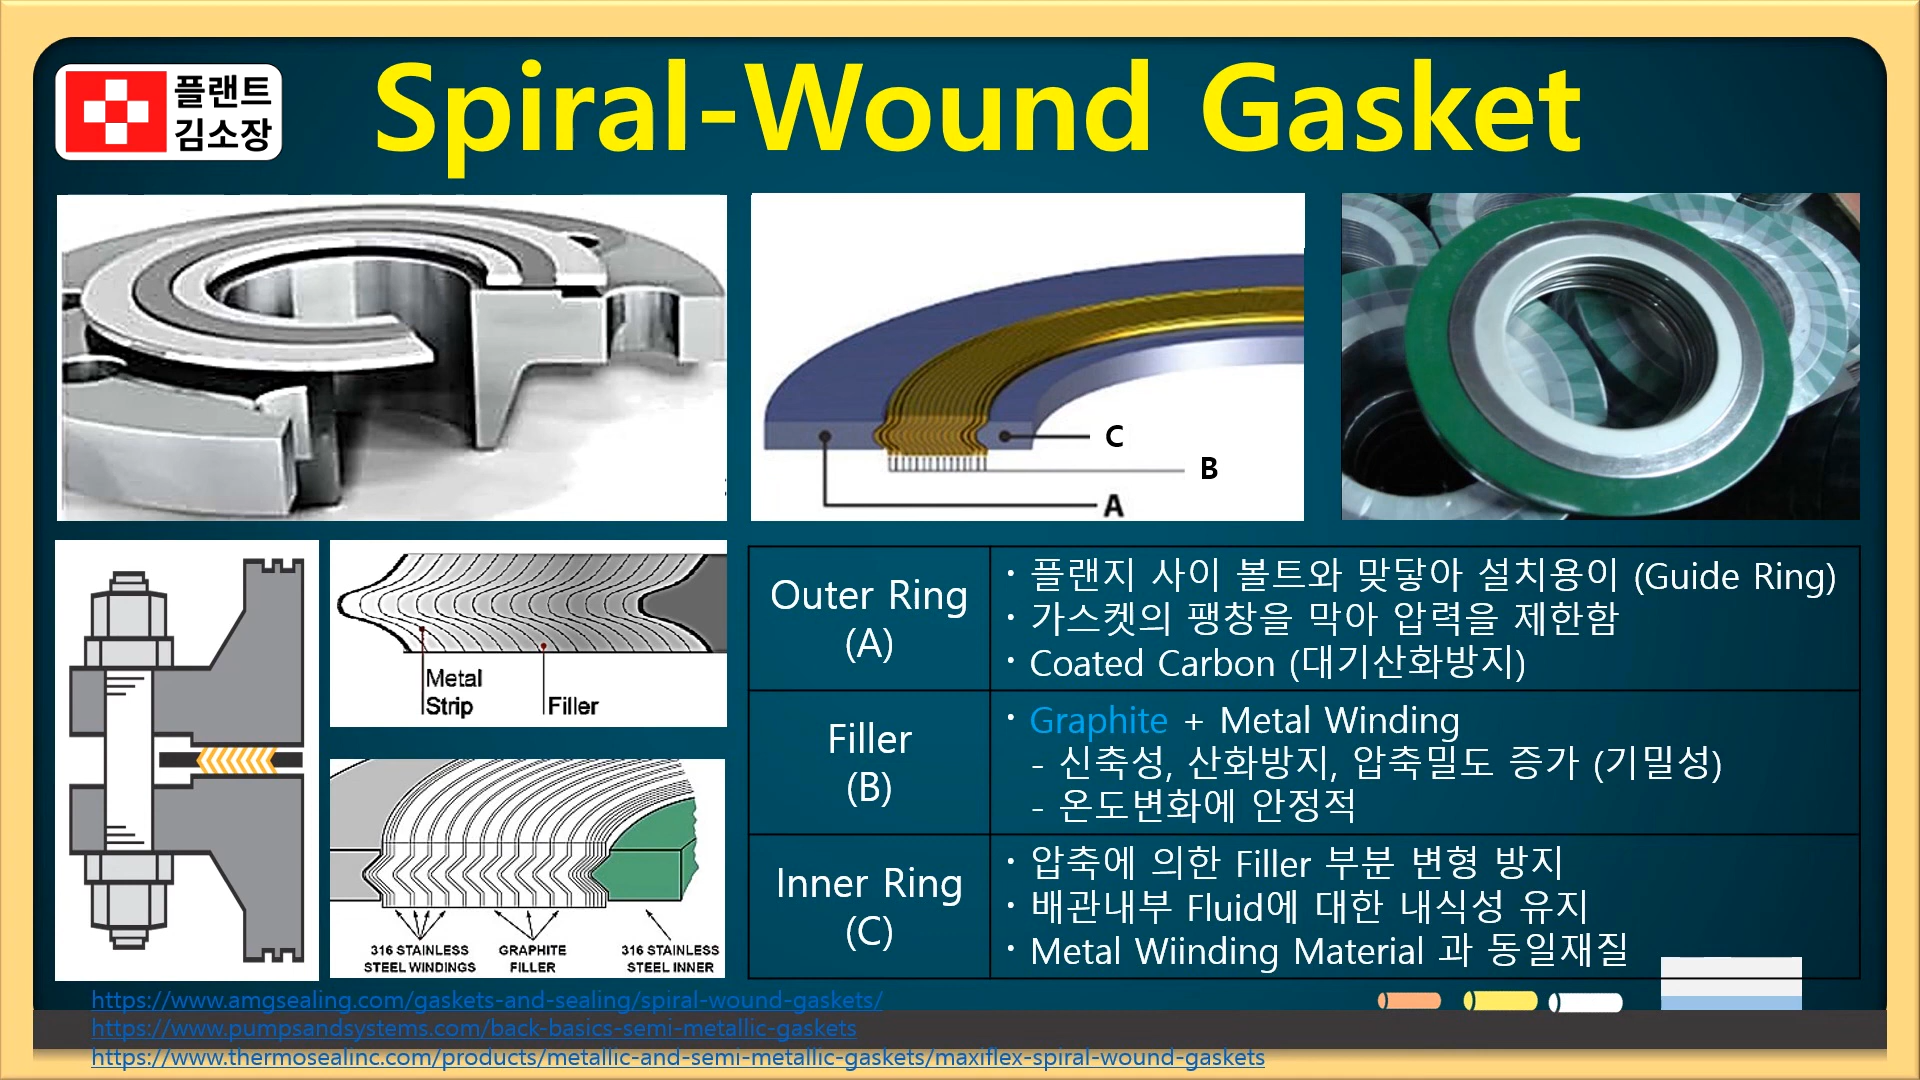 플랜트
김소장
Spiral-Wound Gasket
C
B
A
Metal
Strip
Filler
316 STAINLESS
STEEL WINDINGS
GRAPHITE
FILLER
316 STAINLESS
STEEL INNER
Outer Ring
(A)
· 플랜지 사이 볼트와 맞닿아 설치용이 (Guide Ring)
· 가스켓의 팽창을 막아 압력을 제한함
· Coated Carbon (대기산화방지)
Filler
(B)
· Graphite + Metal Winding
- 신축성, 산화방지, 압축밀도 증가 (기밀성)
- 온도변화에 안정적
Inner Ring
(C)
· 압축에 의한 Filler 부분 변형 방지
· 배관내부 Fluid에 대한 내식성 유지
· Metal Wiinding Material 과 동일재질
https://www.amgsealing.com/gaskets-and-sealing/spiral-wound-gaskets/
https://www.pumpsandsystems.com/back-basics-semi-metallic-gaskets
https://www.thermosealinc.com/products/metallic-and-semi-metallic-gaskets/maxiflex-spiral-wound-gaskets